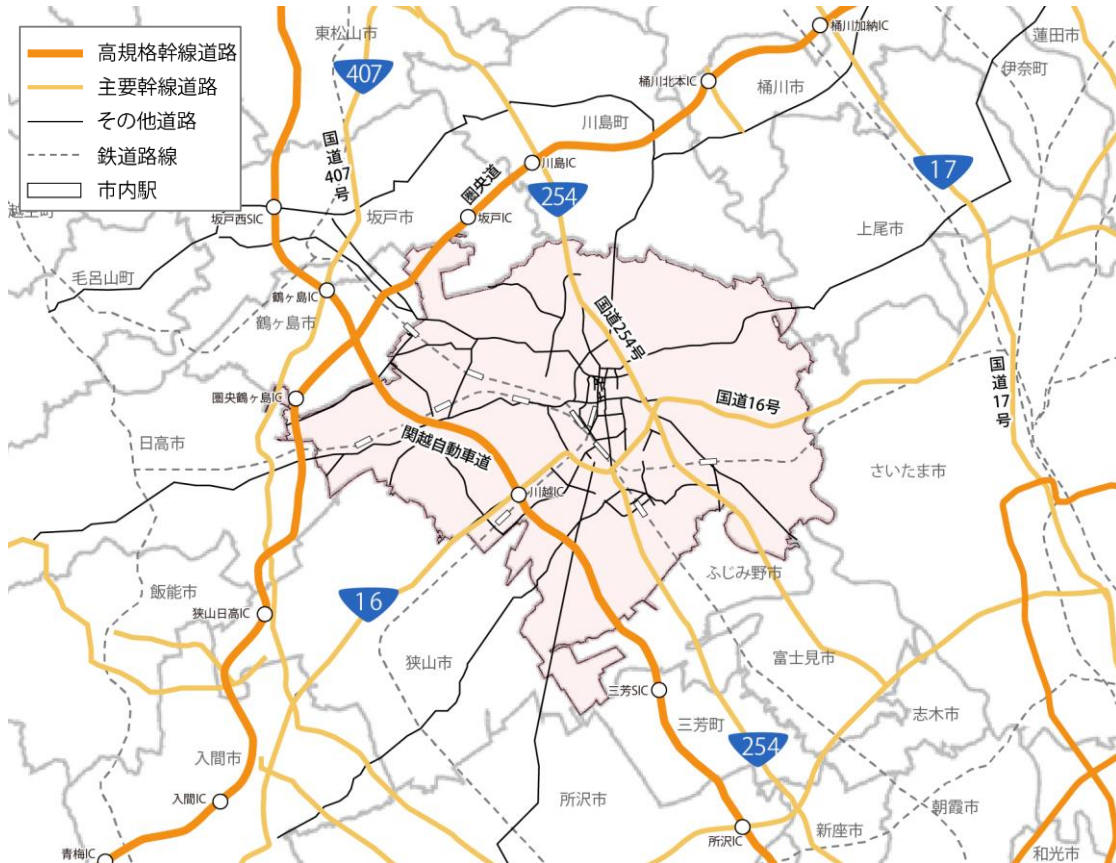 高規格幹線道路
主要幹線道路
その他道路
鉄道路線
市内駅
東松山市
407
国道407号
桶川加納IC
蓮田市
伊奈町
桶川北本IC
桶川市
川島町
川島IC
圏央道
254
17
坂戸西SIC
坂戸市
坂戸IC
上尾市
毛呂山町
鶴ヶ島IC
鶴ヶ島市
国道254号
国道17号
圏央鶴ヶ島IC
国道16号
日高市
関越自動車道
さいたま市
川越IC
飯能市
16
ふじみ野市
狭山日高IC
狭山市
富士見市
三芳SIC
三芳町
志木市
254
入間市
入間IC
所沢市
朝霞市
新座市
所沢IC
青梅IC
和光市